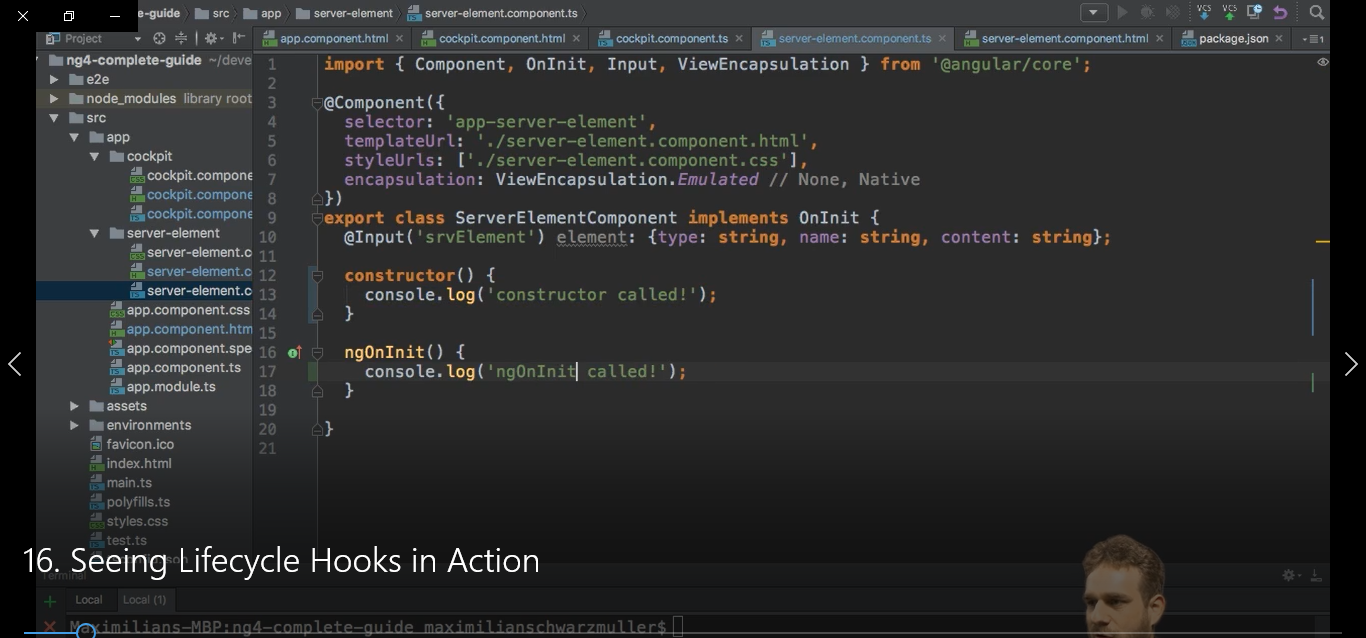 e-guide src app server-element server-element.component.ts
Project
app.component.html cockpit.component.html cockpit.component.ts server-element.component.ts server-element.component.html package.json
ng4-complete-guide ~/deve
e2e
node_modules library root
src
app
cockpit
cockpit.compone
cockpit.compone
cockpit.compone
server-element
server-element.c
server-element.c
server-element.c
app.component.css
app.component.htm
app.component.spe
app.component.ts
app.module.ts
assets
environments
favicon.ico
index.html
main.ts
polyfills.ts
styles.css
test.ts
1 import { Component, OnInit, Input, ViewEncapsulation } from '@angular/core';
2
3 @Component({
4 selector: 'app-server-element',
5 templateUrl: './server-element.component.html',
6 styleUrls: ['./server-element.component.css'],
7 encapsulation: ViewEncapsulation.Emulated // None, Native
8 })
9 export class ServerElementComponent implements OnInit {
10 @Input('srvElement') element: {type: string, name: string, content: string};
11
12 constructor() {
13 console.log('constructor called!');
14 }
15
16 ngOnInit() {
17 console.log('ngOnInit called!');
18 }
19
20 }
21
VCS VCS
16. Seeing Lifecycle Hooks in Action
Terminal
Local Local (1)
Maximilians-MBP:ng4-complete-guide maximilianschwarzmuller$